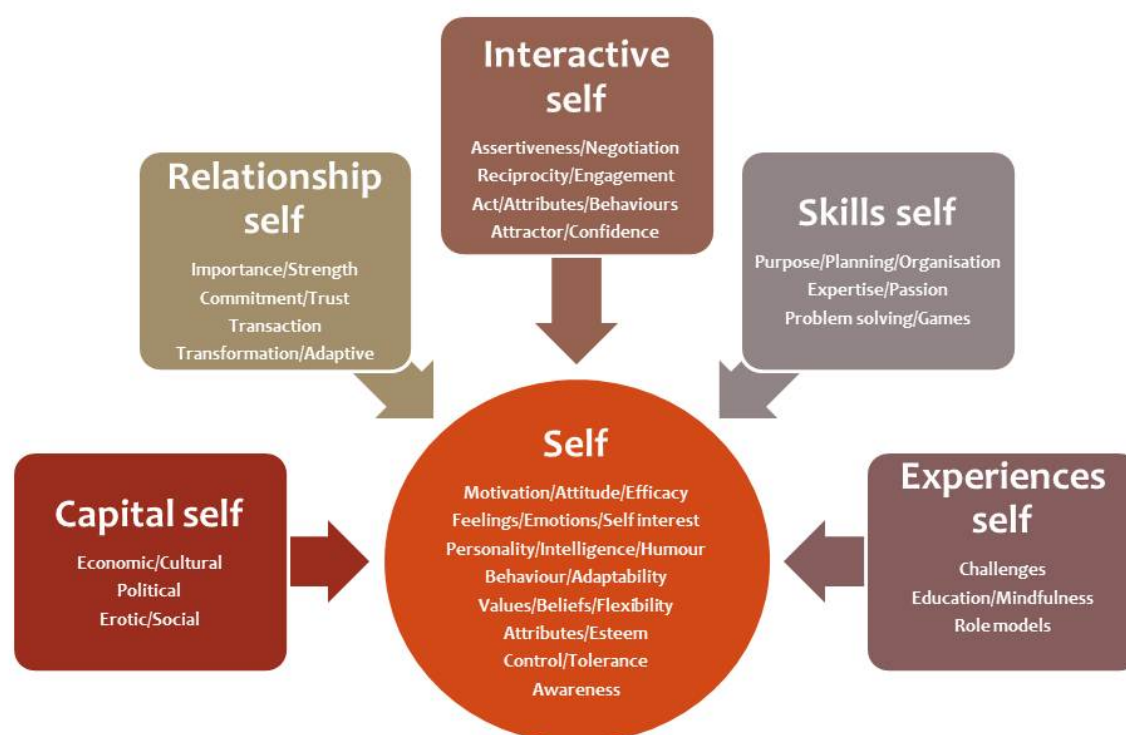 Interactive
self
Assertiveness/Negotiation
Reciprocity/Engagement
Act/Attributes/Behaviours
Attractor/Confidence
Relationship
self
Importance/Strength
Commitment/Trust
Transaction
Transformation/Adaptive
Skills self
Purpose/Planning/Organisation
Expertise/Passion
Problem solving/Games
Capital self
Economic/Cultural
Political
Erotic/Social
Self
Motivation/Attitude/Efficacy
Feelings/Emotions/Self interest
Personality/Intelligence/Humour
Behaviour/Adaptability
Values/Beliefs/Flexibility
Attributes/Esteem
Control/Tolerance
Awareness
Experiences
self
Challenges
Education/Mindfulness
Role models